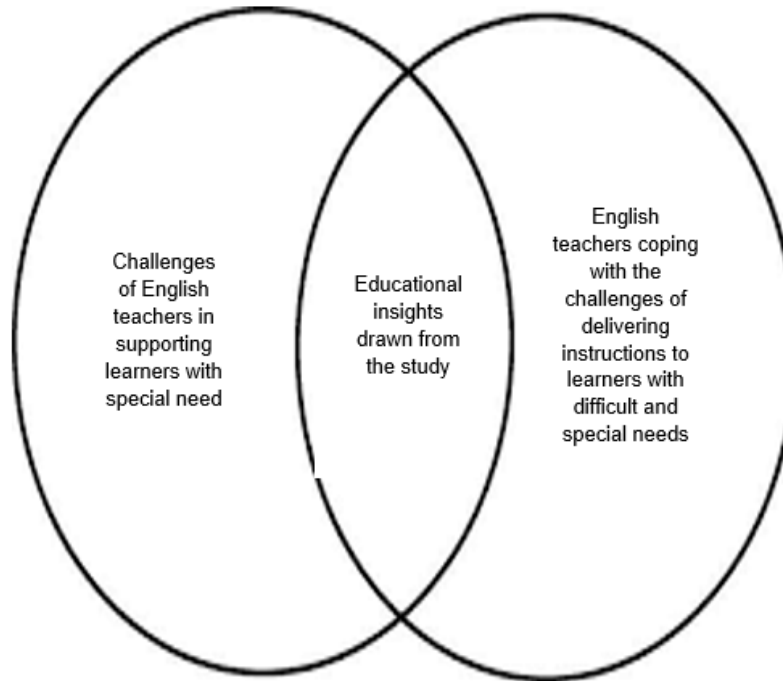 Challenges
of English
teachers in
supporting
learners with
special need
Educational
insights
drawn from
the study
English
teachers coping
with the
challenges of
delivering
instructions to
learners with
difficult and
special needs